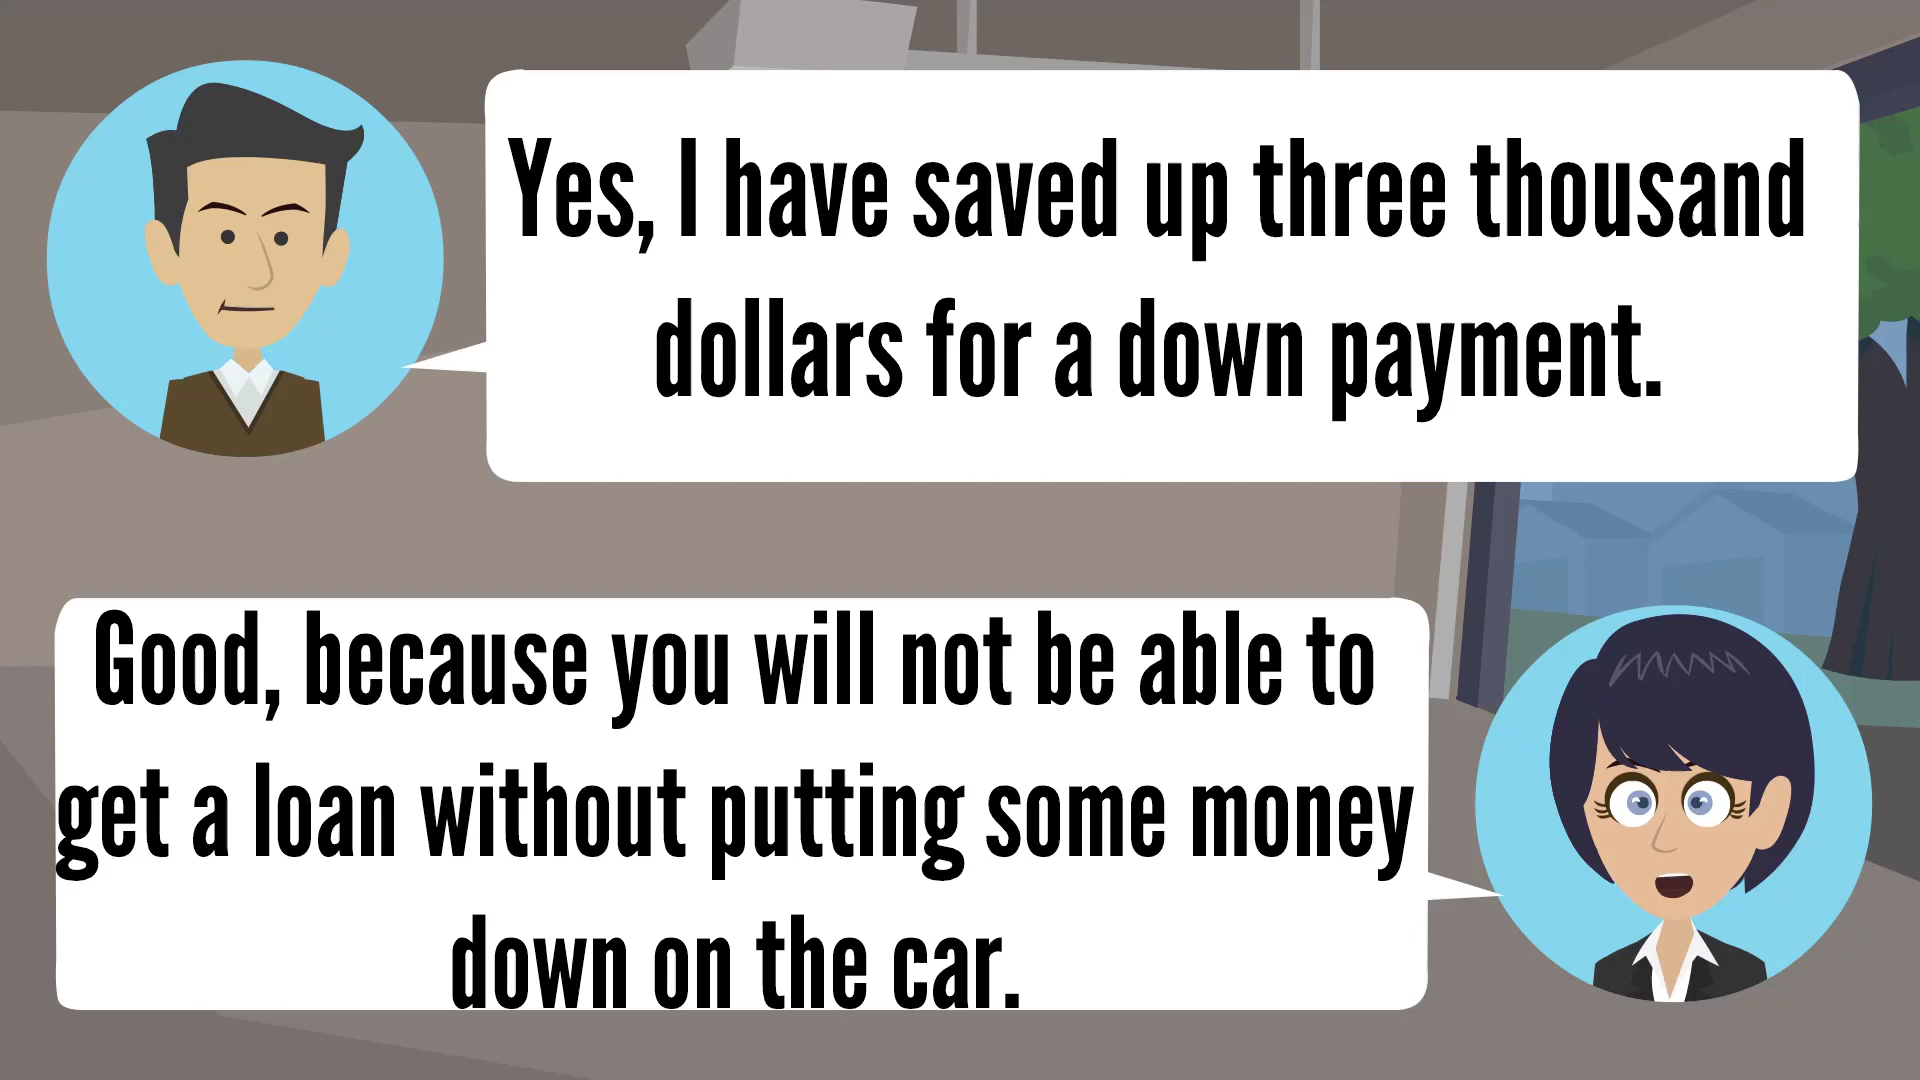 Yes, I have saved up three thousand
dollars for a down payment.
Good, because you will not be able to
get a loan without putting some money
down on the car.